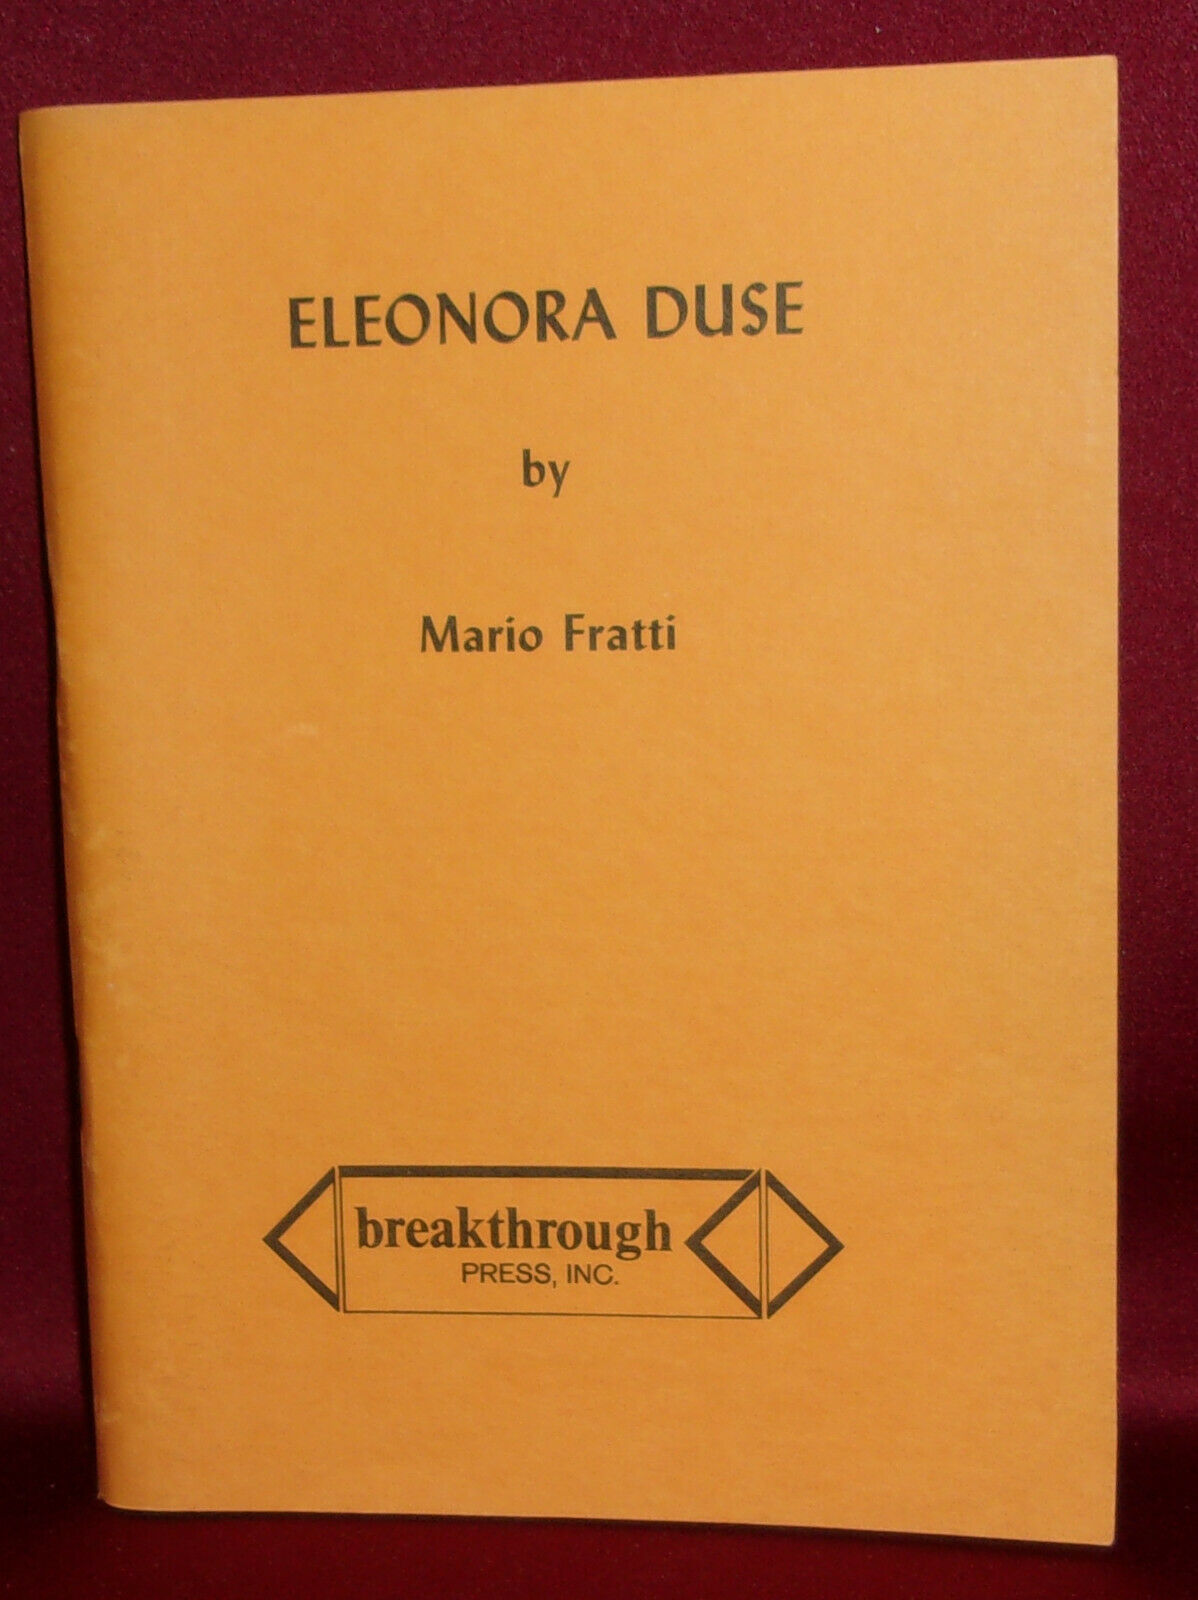 ELEONORA DUSE
by
Mario Fratti
breakthrough
PRESS, INC.